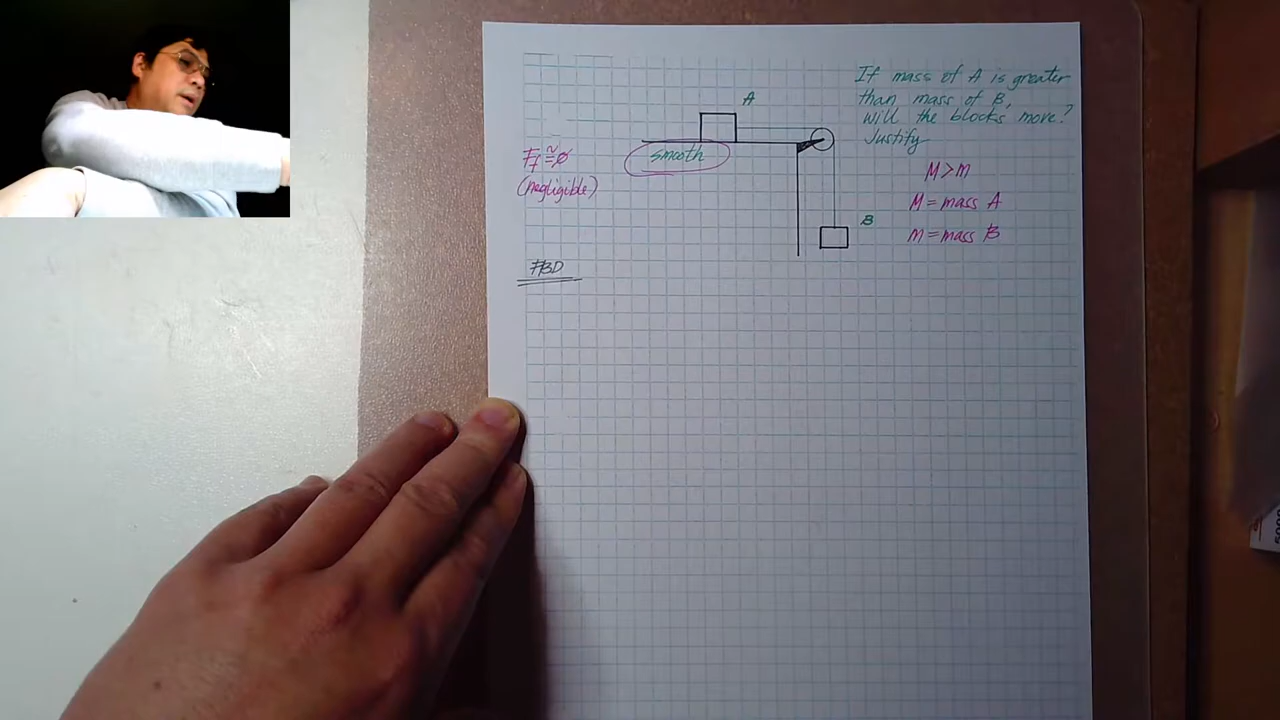 If mass of A is greater
than mass of B,
will the blocks move?
Justify
A
smooth
Ff ≅ ∅
(negligible)
M > m
M = mass A
m = mass B
B
FBD